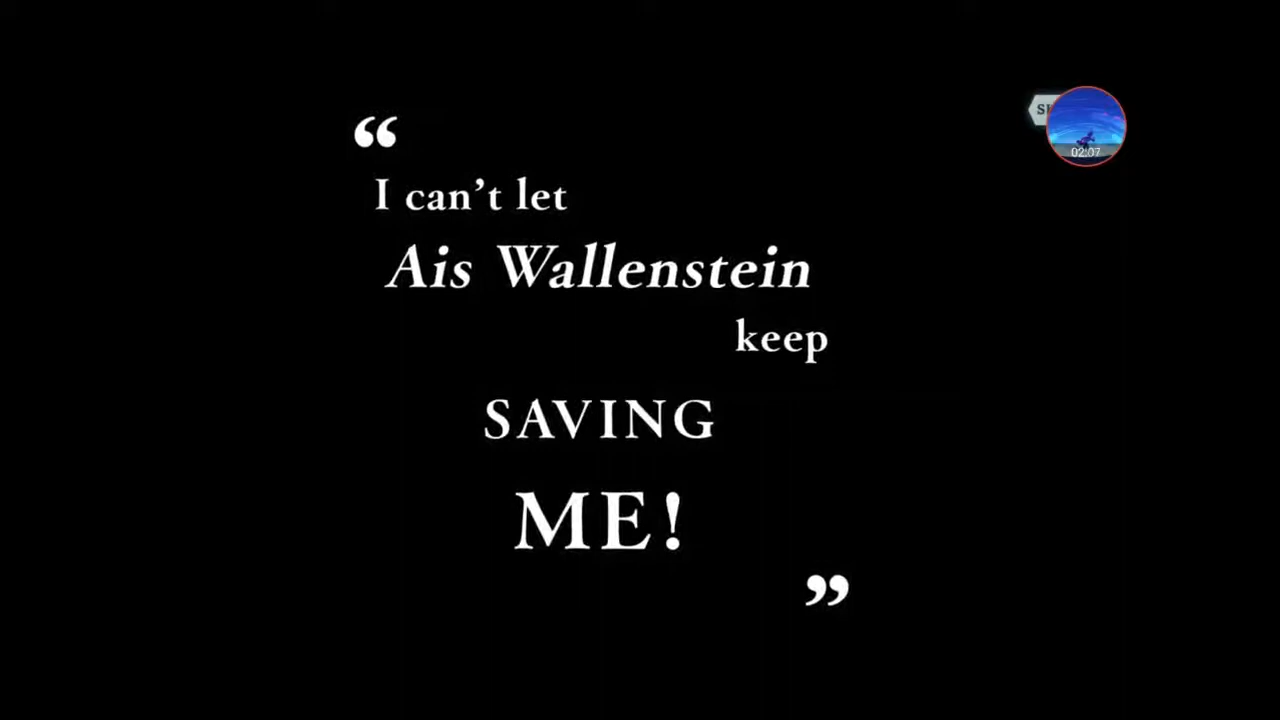 “
I can’t let
Ais Wallenstein
keep
SAVING
ME!
”
02:07